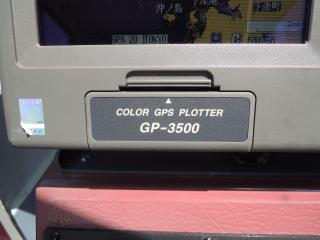 沖ノ島
GPS 2D TOKYO
COLOR GPS PLOTTER
GP-3500